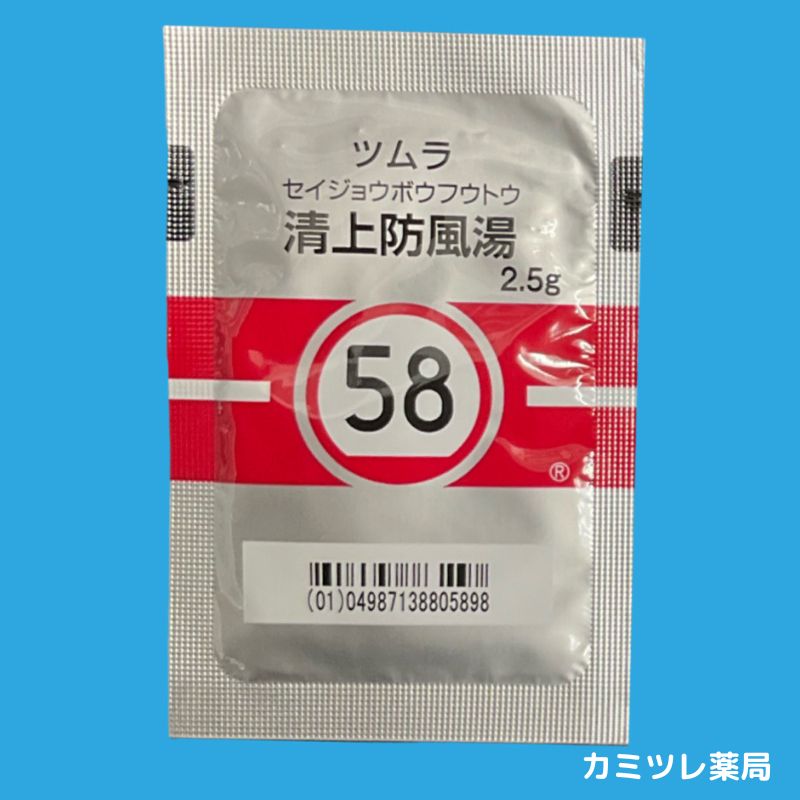 ツムラ
セイジョウボウフウトウ
清上防風湯
2.5g
58
®
(01)04987138805898
カミツレ薬局